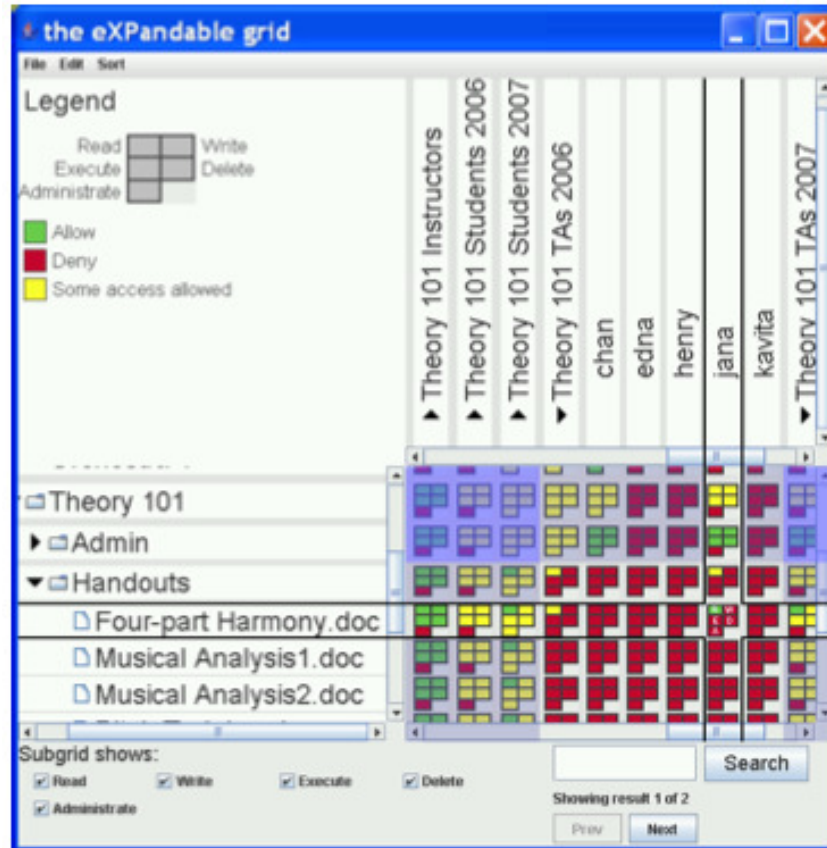 the eXPandable grid
File Edit Sort
Legend
Read Write
Execute Delete
Administrate
Allow
Deny
Some access allowed
Theory 101 Instructors
Theory 101 Students 2006
Theory 101 Students 2007
Theory 101 TAs 2006
chan
edna
henry
jana
kavita
Theory 101 TAs 2007
Theory 101
Admin
Handouts
Four-part Harmony.doc
Musical Analysis1.doc
Musical Analysis2.doc
Subgrid shows:
Read Write Execute Delete
Administrate
Search
Showing result 1 of 2
Prev Next